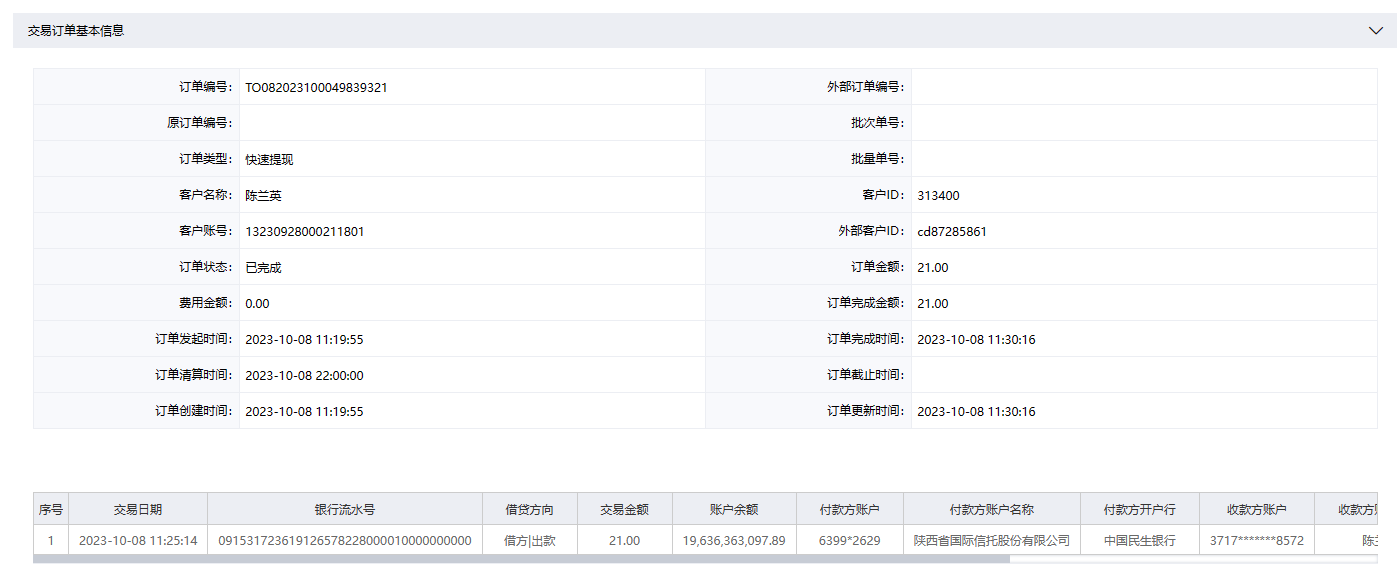 交易订单基本信息
订单编号： TO082023100049839321 外部订单编号：
原订单编号： 批次单号：
订单类型： 快速提现 批量单号：
客户名称： 陈兰英 客户ID： 313400
客户账号： 13230928000211801 外部客户ID： cd87285861
订单状态： 已完成 订单金额： 21.00
费用金额： 0.00 订单完成金额： 21.00
订单发起时间： 2023-10-08 11:19:55 订单完成时间： 2023-10-08 11:30:16
订单清算时间： 2023-10-08 22:00:00 订单截止时间：
订单创建时间： 2023-10-08 11:19:55 订单更新时间： 2023-10-08 11:30:16
序号 交易日期 银行流水号 借贷方向 交易金额 账户余额 付款方账户 付款方账户名称 付款方开户行 收款方账户 收款方
1 2023-10-08 11:25:14 091531723619126578228000010000000000 借方|出款 21.00 19,636,363,097.89 6399*2629 陕西省国际信托股份有限公司 中国民生银行 3717*******8572 陈